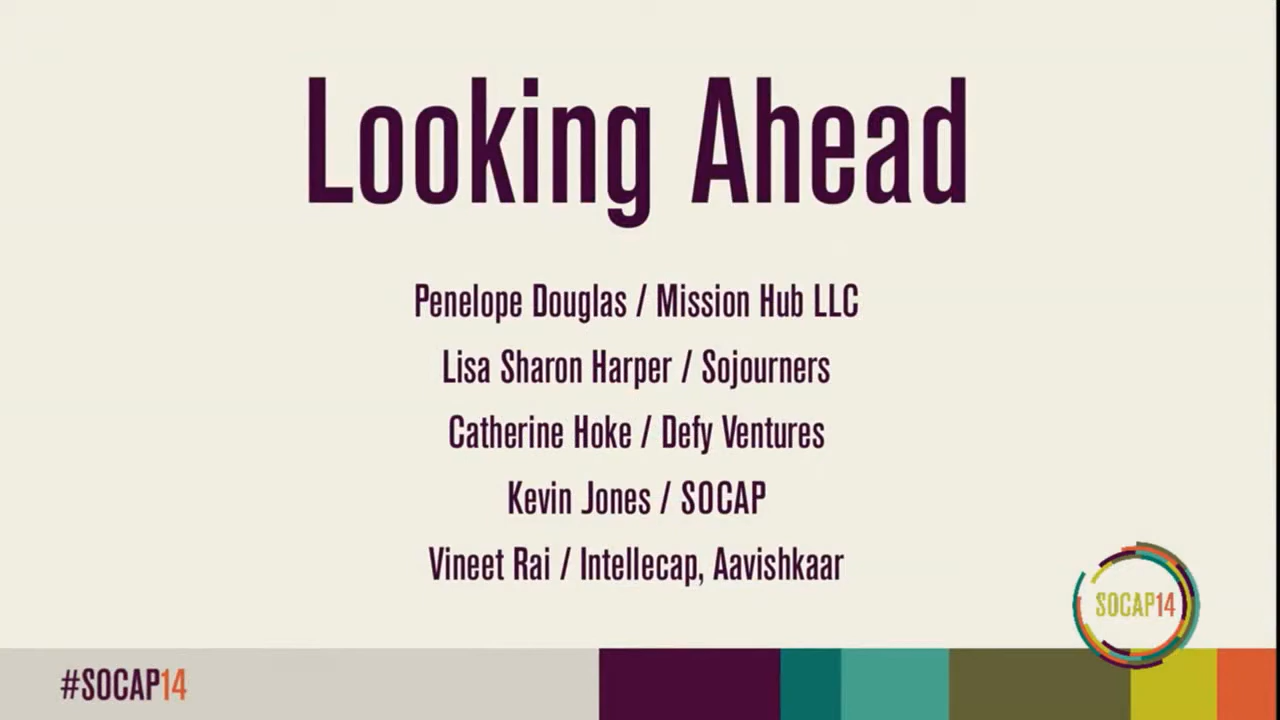 Looking Ahead
Penelope Douglas / Mission Hub LLC
Lisa Sharon Harper / Sojourners
Catherine Hoke / Defy Ventures
Kevin Jones / SOCAP
Vineet Rai / Intellecap, Aavishkaar
SOCAP14
#SOCAP14